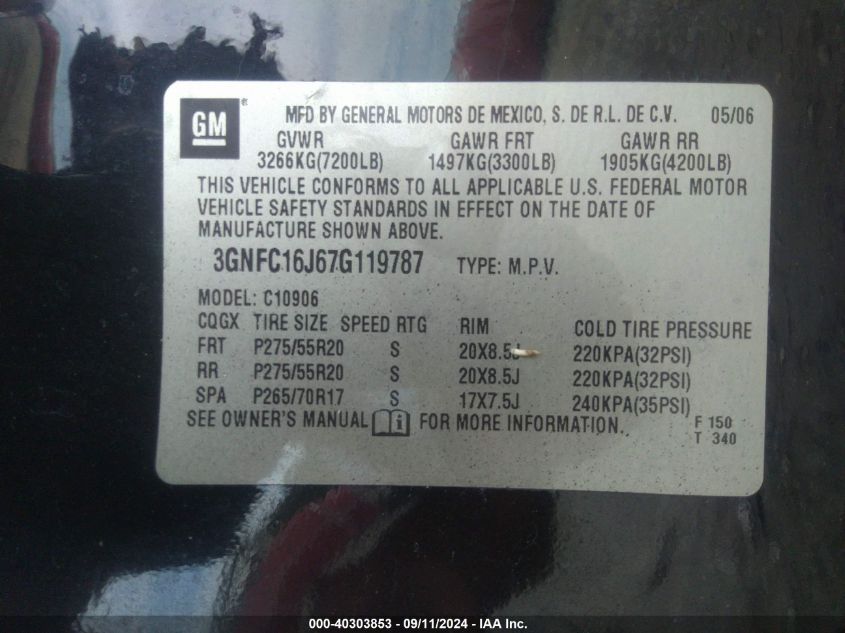 GM® MFD BY GENERAL MOTORS DE MEXICO, S. DE R.L. DE C.V. 05/06
GVWR GAWR FRT GAWR RR
3266KG(7200LB) 1497KG(3300LB) 1905KG(4200LB)
THIS VEHICLE CONFORMS TO ALL APPLICABLE U.S. FEDERAL MOTOR
VEHICLE SAFETY STANDARDS IN EFFECT ON THE DATE OF
MANUFACTURE SHOWN ABOVE.
3GNFC16J67G119787 TYPE: M.P.V.
MODEL: C10906
CQGX TIRE SIZE SPEED RTG RIM COLD TIRE PRESSURE
FRT P275/55R20 S 20X8.5J 220KPA(32PSI)
RR P275/55R20 S 20X8.5J 220KPA(32PSI)
SPA P265/70R17 S 17X7.5J 240KPA(35PSI)
SEE OWNER'S MANUAL i FOR MORE INFORMATION. F 150
T 340
000-40303853 - 09/11/2024 - IAA Inc.